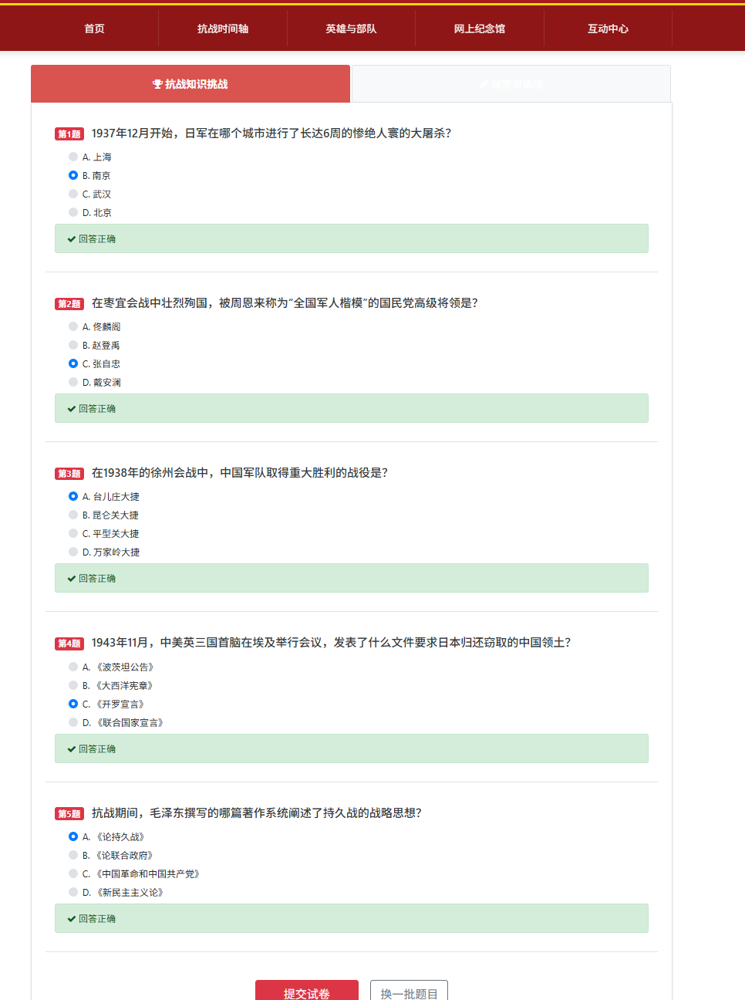 首页 抗战时间轴 英雄与部队 网上纪念馆 互动中心
抗战知识挑战
第1题 1937年12月开始，日军在哪个城市进行了长达6周的惨绝人寰的大屠杀？
A. 上海
B. 南京
C. 武汉
D. 北京
回答正确
第2题 在枣宜会战中壮烈殉国，被周恩来称为“全国军人楷模”的国民党高级将领是？
A. 佟麟阁
B. 赵登禹
C. 张自忠
D. 戴安澜
回答正确
第3题 在1938年的徐州会战中，中国军队取得重大胜利的战役是？
A. 台儿庄大捷
B. 昆仑关大捷
C. 平型关大捷
D. 万家岭大捷
回答正确
第4题 1943年11月，中美英三国首脑在埃及举行会议，发表了什么文件要求日本归还窃取的中国领土？
A. 《波茨坦公告》
B. 《大西洋宪章》
C. 《开罗宣言》
D. 《联合国家宣言》
回答正确
第5题 抗战期间，毛泽东撰写的哪篇著作系统阐述了持久战的战略思想？
A. 《论持久战》
B. 《论联合政府》
C. 《中国革命和中国共产党》
D. 《新民主主义论》
回答正确
提交试卷 换一批题目